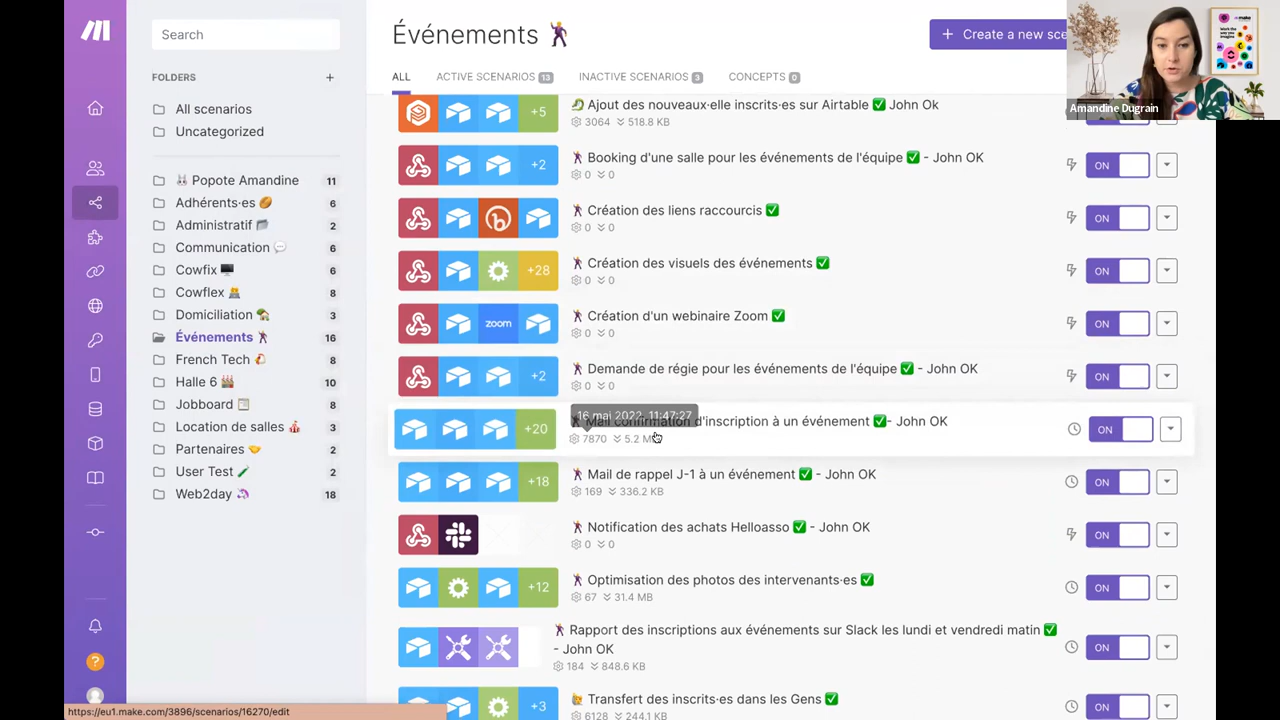 Search
FOLDERS
All scenarios
Uncategorized
Popote Amandine 11
Adhérents·es 6
Administratif 2
Communication 6
Cowfix 6
Cowflex 8
Domiciliation 3
Événements 16
French Tech 8
Halle 6 10
Jobboard 2
Location de salles 3
Partenaires 2
User Test 2
Web2day 18
Événements
+ Create a new sce
ALL ACTIVE SCENARIOS 13 INACTIVE SCENARIOS 3 CONCEPTS 0
+5 Ajout des nouveaux·elle inscrits·es sur Airtable ✅ John Ok
3064 518.8 KB
+2 Booking d'une salle pour les événements de l'équipe ✅ - John OK ON
0 0
Création des liens raccourcis ✅ ON
0 0
+28 Création des visuels des événements ✅ ON
0 0
zoom Création d'un webinaire Zoom ✅ ON
0 0
+2 Demande de régie pour les événements de l'équipe ✅ - John OK ON
0 0
16 mai 2022, 11:47:27
+20 Mail confirmation d'inscription à un événement ✅- John OK ON
7870 5.2 M
+18 Mail de rappel J-1 à un événement ✅ - John OK ON
169 336.2 KB
Notification des achats Helloasso ✅ - John OK ON
0 0
+12 Optimisation des photos des intervenants·es ✅ ON
67 31.4 MB
Rapport des inscriptions aux événements sur Slack les lundi et vendredi matin ✅
- John OK ON
184 848.6 KB
+3 Transfert des inscrits·es dans les Gens ✅ ON
6128 244.1 KB
https://eu1.make.com/3896/scenarios/16270/edit
Amandine Dugrain
make